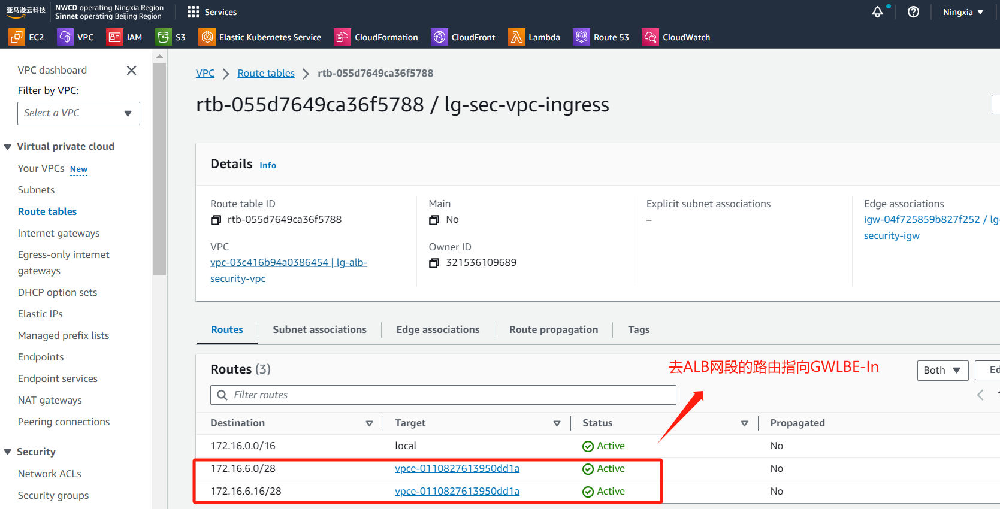 亚马逊云科技
NWCD operating Ningxia Region
Sinnet operating Beijing Region
Services
Ningxia
EC2
VPC
IAM
S3
Elastic Kubernetes Service
CloudFormation
CloudFront
Lambda
Route 53
CloudWatch
VPC dashboard
Filter by VPC:
Select a VPC
Virtual private cloud
Your VPCs New
Subnets
Route tables
Internet gateways
Egress-only internet
gateways
DHCP option sets
Elastic IPs
Managed prefix lists
Endpoints
Endpoint services
NAT gateways
Peering connections
Security
Network ACLs
Security groups
VPC > Route tables > rtb-055d7649ca36f5788
rtb-055d7649ca36f5788 / lg-sec-vpc-ingress
Details Info
Route table ID
rtb-055d7649ca36f5788
Main
No
Explicit subnet associations
–
Edge associations
igw-04f725859b827f252 / lg-
security-igw
VPC
vpc-03c416b94a0386454 | lg-alb-
security-vpc
Owner ID
321536109689
Routes
Subnet associations
Edge associations
Route propagation
Tags
Routes (3)
去ALB网段的路由指向GWLBE-In
Both
Ed
Filter routes
Destination Target Status Propagated
172.16.0.0/16 local Active No
172.16.6.0/28 vpce-0110827613950dd1a Active No
172.16.6.16/28 vpce-0110827613950dd1a Active No